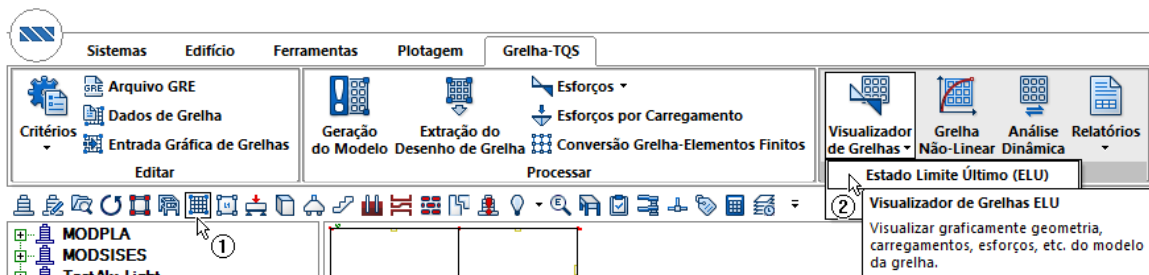 Sistemas Edifício Ferramentas Plotagem Grelha-TQS
Critérios
GRE Arquivo GRE
Dados de Grelha
Entrada Gráfica de Grelhas
Editar
Geração
do Modelo
Extração do
Desenho de Grelha
Esforços
Esforços por Carregamento
Conversão Grelha-Elementos Finitos
Processar
Visualizador
de Grelhas
Grelha
Não-Linear
Análise
Dinâmica
Relatórios
Estado Limite Último (ELU)
Visualizador de Grelhas ELU
Visualizar graficamente geometria,
carregamentos, esforços, etc. do modelo
da grelha.
1
2
MODPLA
MODSISES